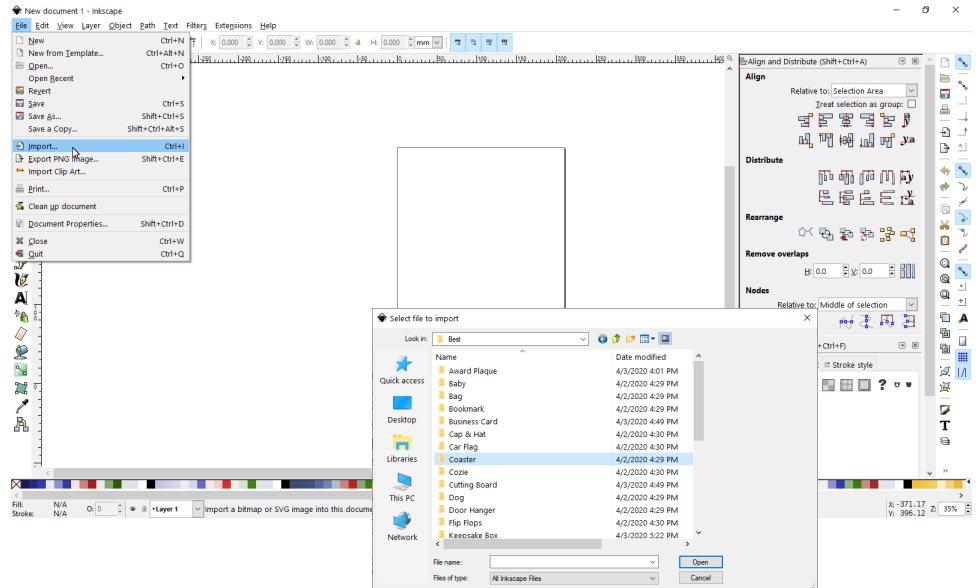 New document 1 - Inkscape
File Edit View Layer Object Path Text Filters Extensions Help
X: 0.000 Y: 0.000 W: 0.000 H: 0.000 mm
New Ctrl+N
New from Template... Ctrl+Alt+N
Open... Ctrl+O
Open Recent
Revert
Save Ctrl+S
Save As... Shift+Ctrl+S
Save a Copy... Shift+Ctrl+Alt+S
Import... Ctrl+I
Export PNG Image... Shift+Ctrl+E
Import Clip Art...
Print... Ctrl+P
Clean up document
Document Properties... Shift+Ctrl+D
Close Ctrl+W
Quit Ctrl+Q
Align and Distribute (Shift+Ctrl+A)
Align
Relative to: Selection Area
Treat selection as group:
Distribute
Rearrange
Remove overlaps
H: 0.0 V: 0.0
Nodes
Relative to: Middle of selection
+Ctrl+F)
Stroke style
Select file to import
Look in: Best
Name Date modified
Quick access
Desktop
Libraries
This PC
Network
Award Plaque 4/3/2020 4:01 PM
Baby 4/2/2020 4:29 PM
Bag 4/2/2020 4:29 PM
Bookmark 4/2/2020 4:29 PM
Business Card 4/3/2020 4:49 PM
Cap & Hat 4/2/2020 4:30 PM
Car Flag 4/2/2020 4:30 PM
Coaster 4/2/2020 4:29 PM
Cozie 4/2/2020 4:30 PM
Cutting Board 4/3/2020 4:49 PM
Dog 4/2/2020 4:29 PM
Door Hanger 4/2/2020 4:29 PM
Flip Flops 4/2/2020 4:30 PM
Keepsake Box 4/3/2020 5:22 PM
File name:
Open
Files of type: All Inkscape Files
Cancel
Fill: N/A
Stroke: N/A
O: 0
Layer 1
Import a bitmap or SVG image into this docume
X: -371.17
Y: 396.12
Z: 35%